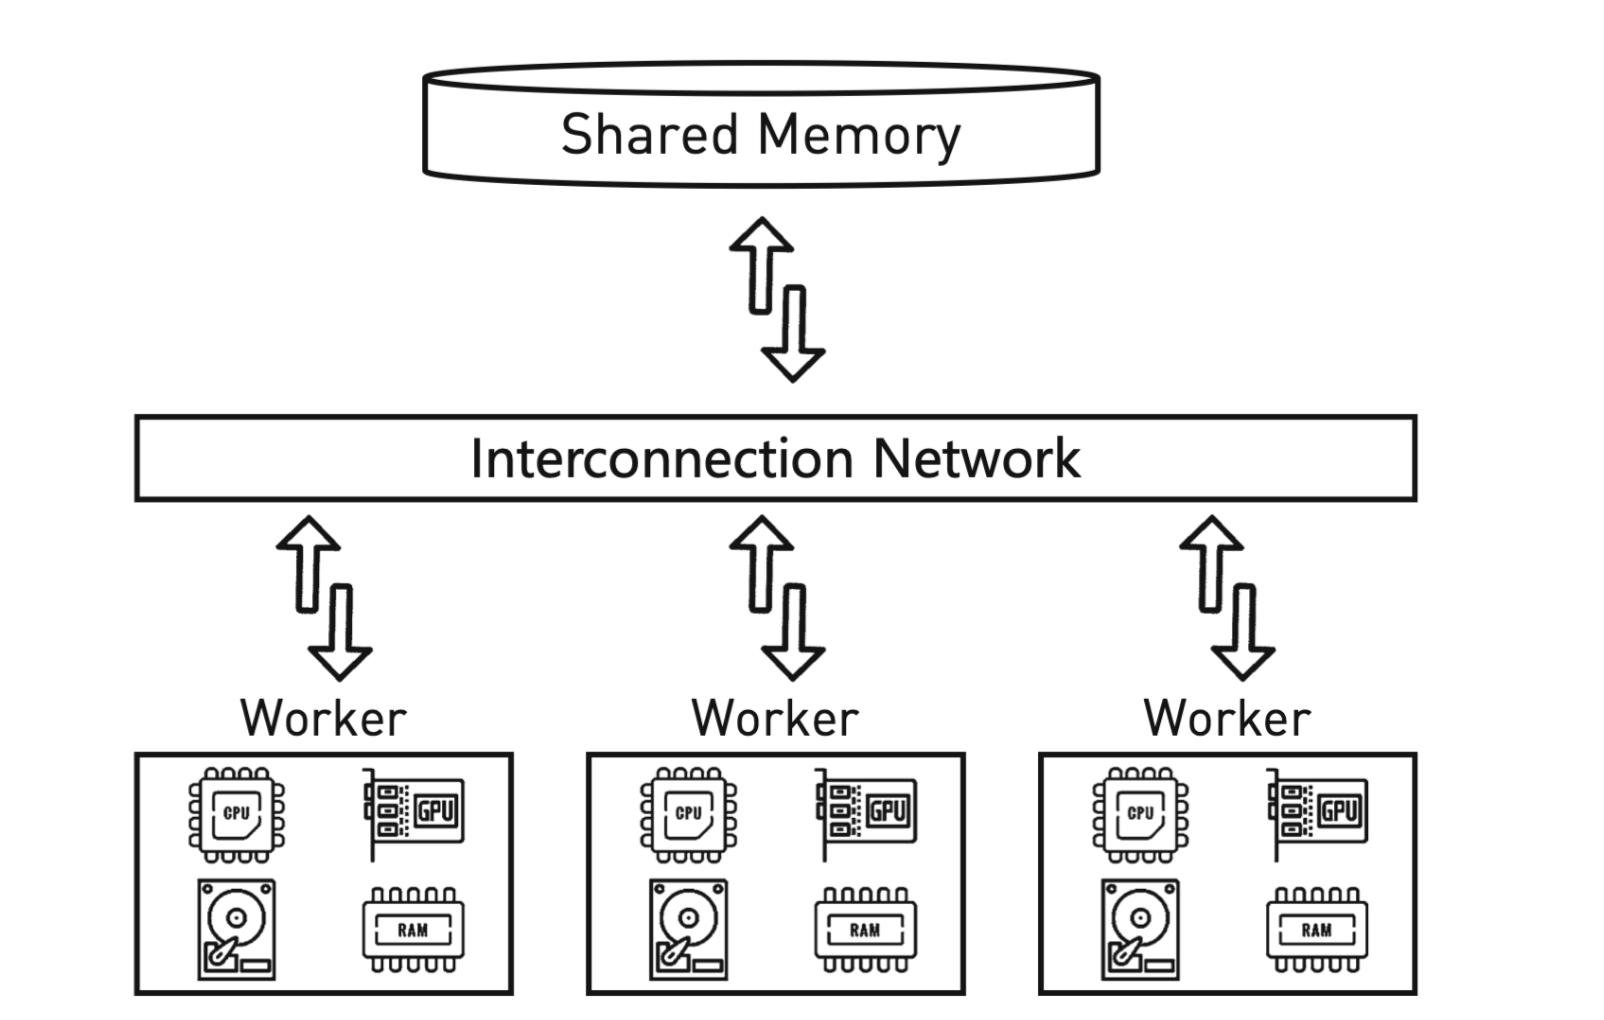 Shared Memory
Interconnection Network
Worker
Worker
Worker
CPU
GPU
CPU
GPU
CPU
GPU
RAM
RAM
RAM